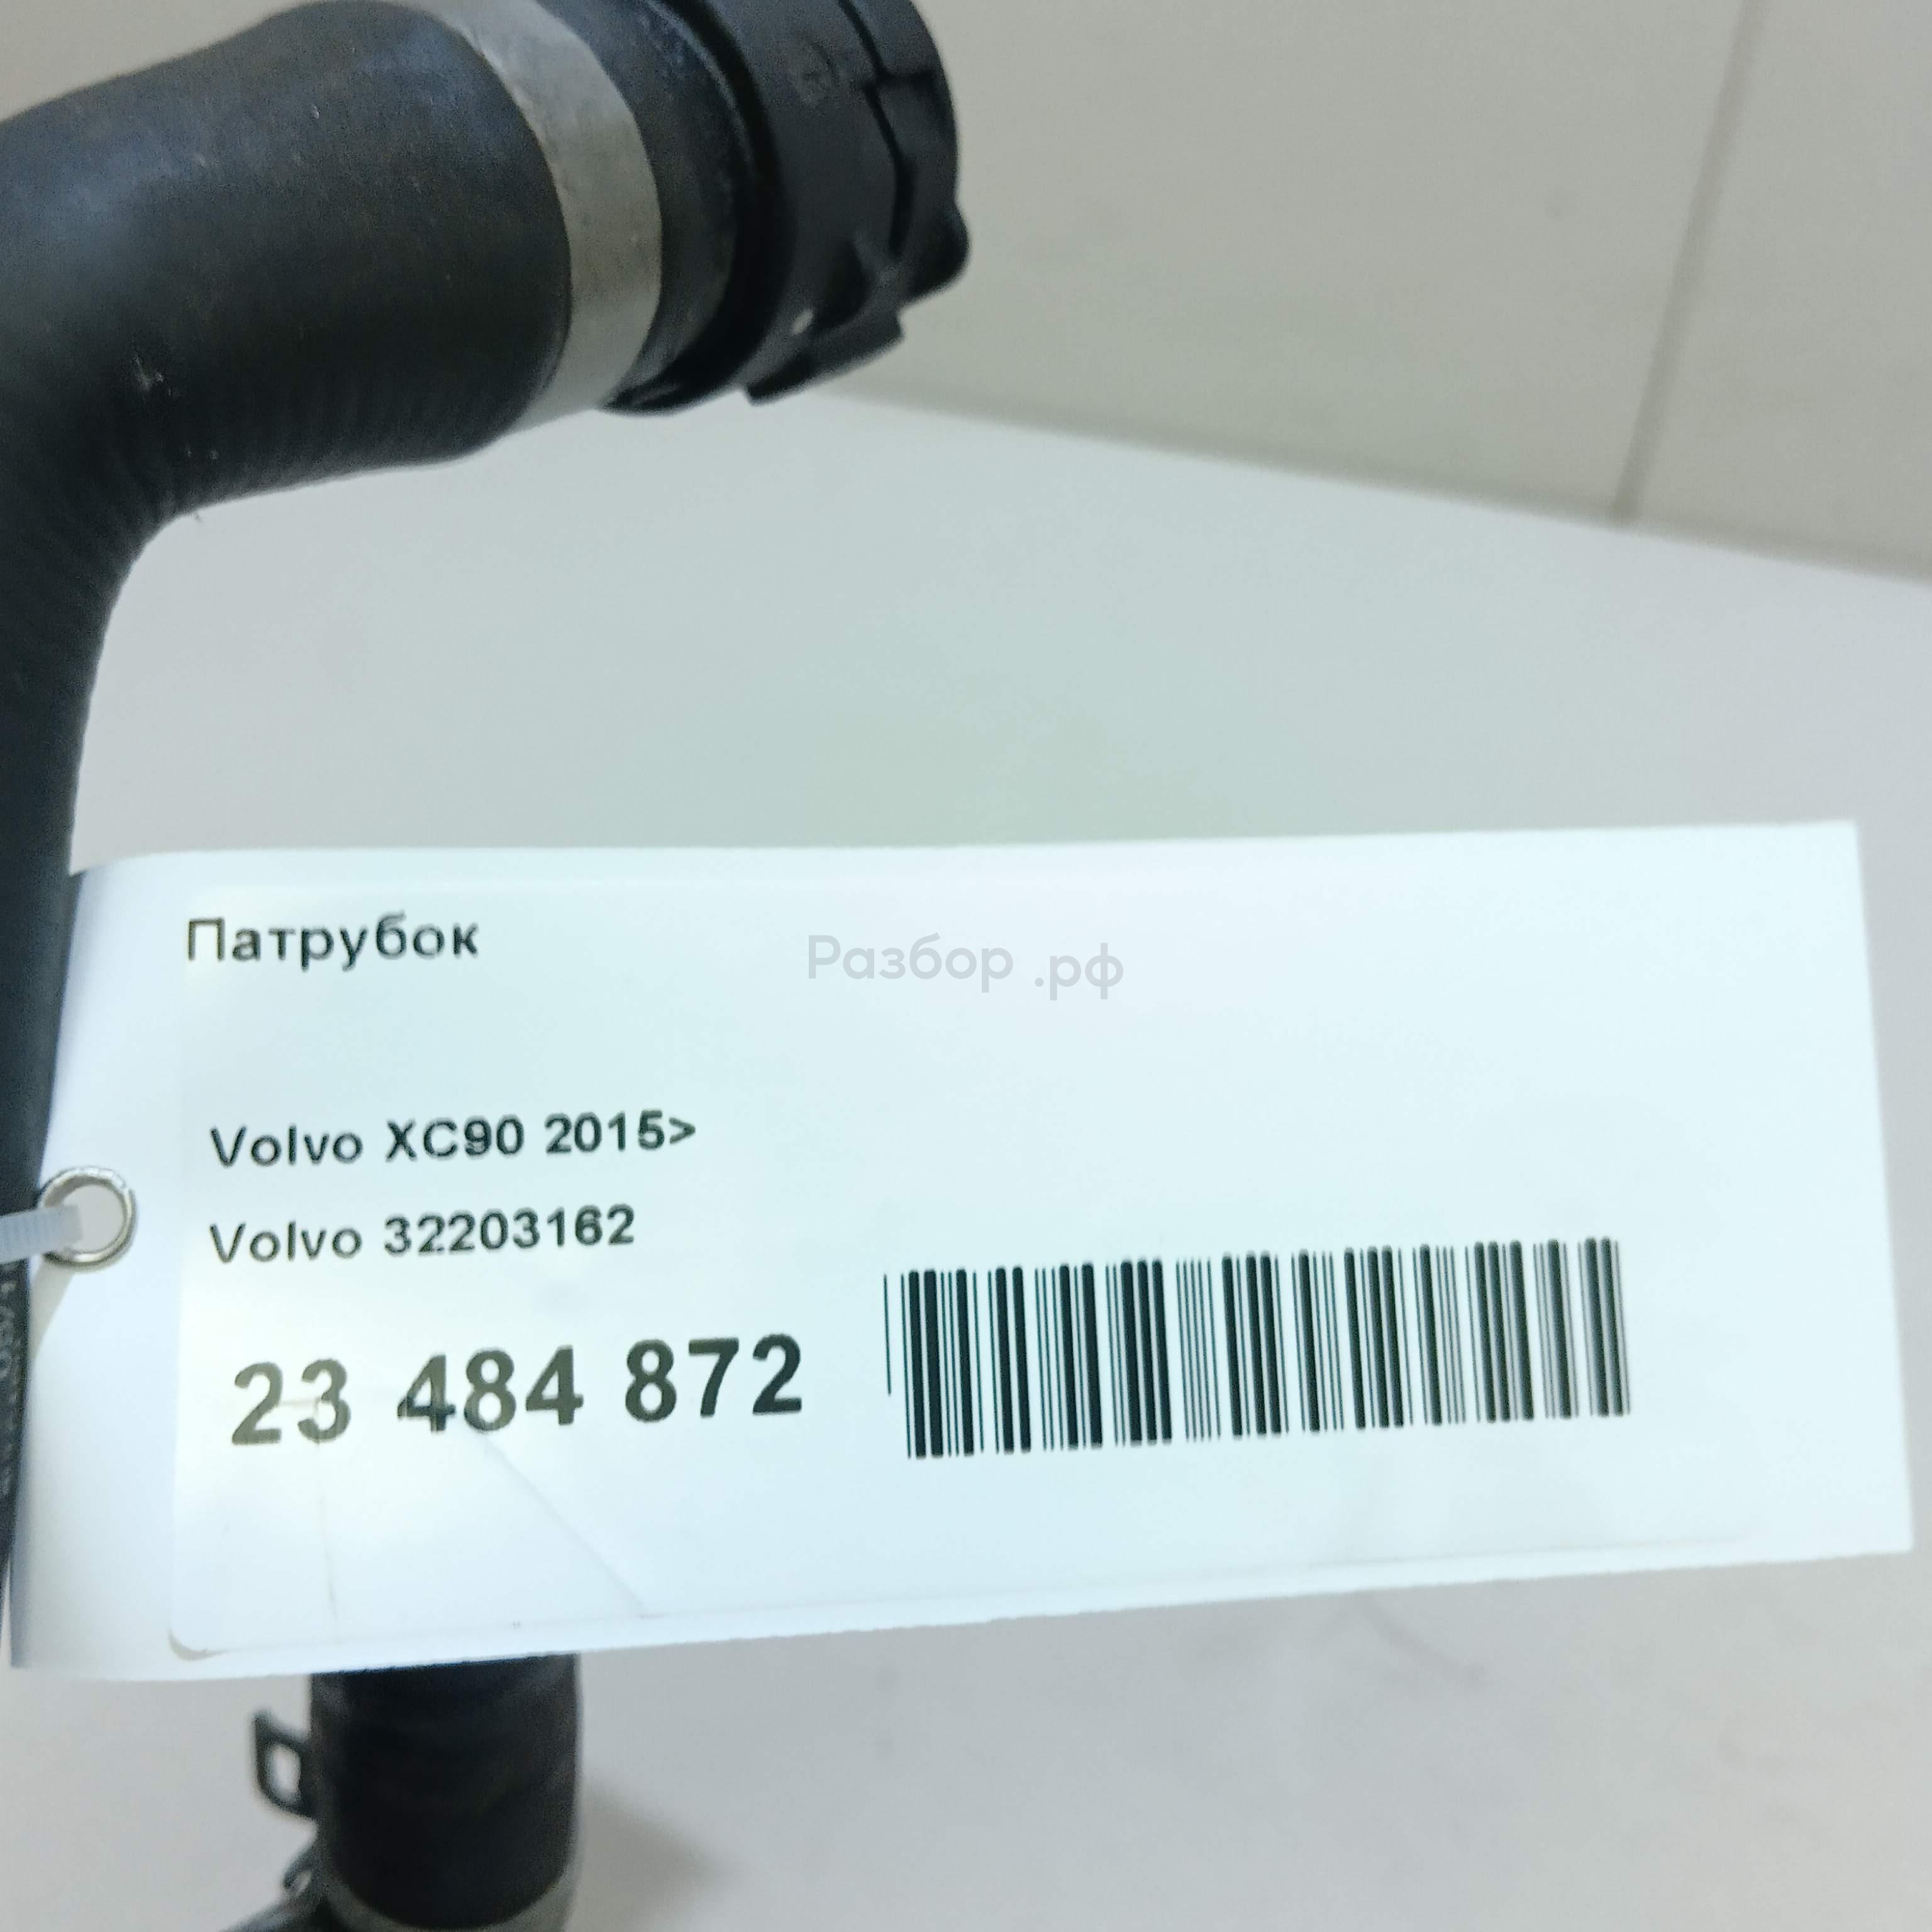 Патрубок
Разбор .рф
Volvo XC90 2015>
Volvo 32203162
23 484 872